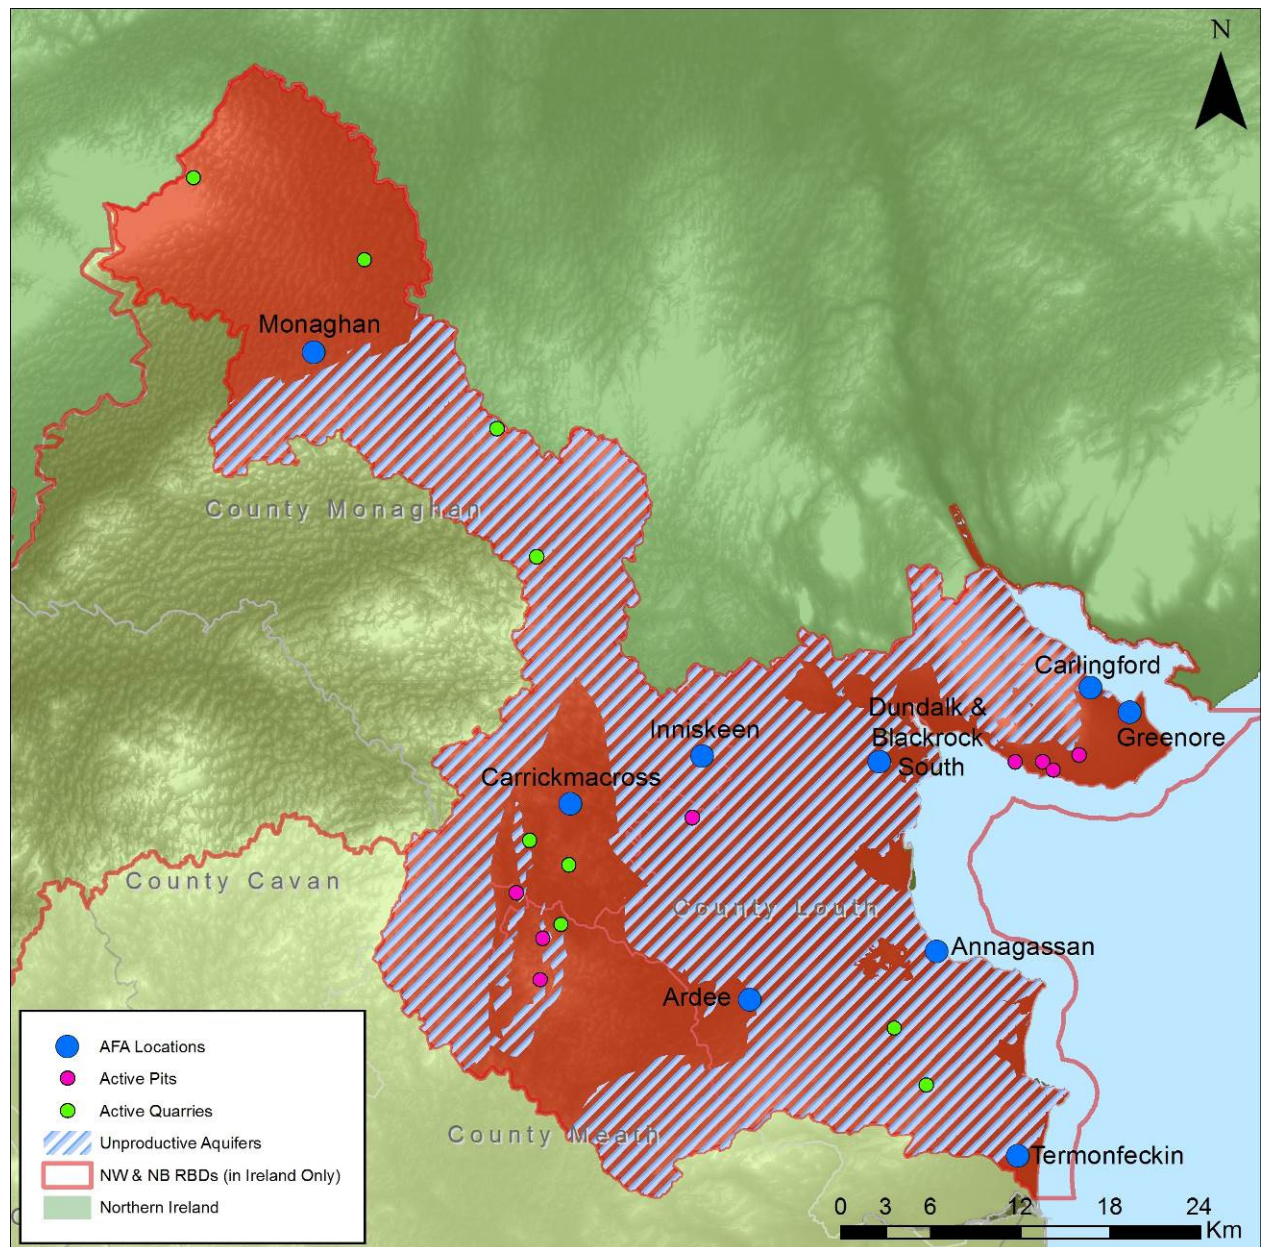 N
Monaghan
County Monaghan
Carlingford
Dundalk &
Blackrock
South
Greenore
Inniskeen
Carrickmacross
County Cavan
County Louth
Annagassan
Ardee
County Meath
Termonfeckin
AFA Locations
Active Pits
Active Quarries
Unproductive Aquifers
NW & NB RBDs (in Ireland Only)
Northern Ireland
0 3 6 12 18 24
Km